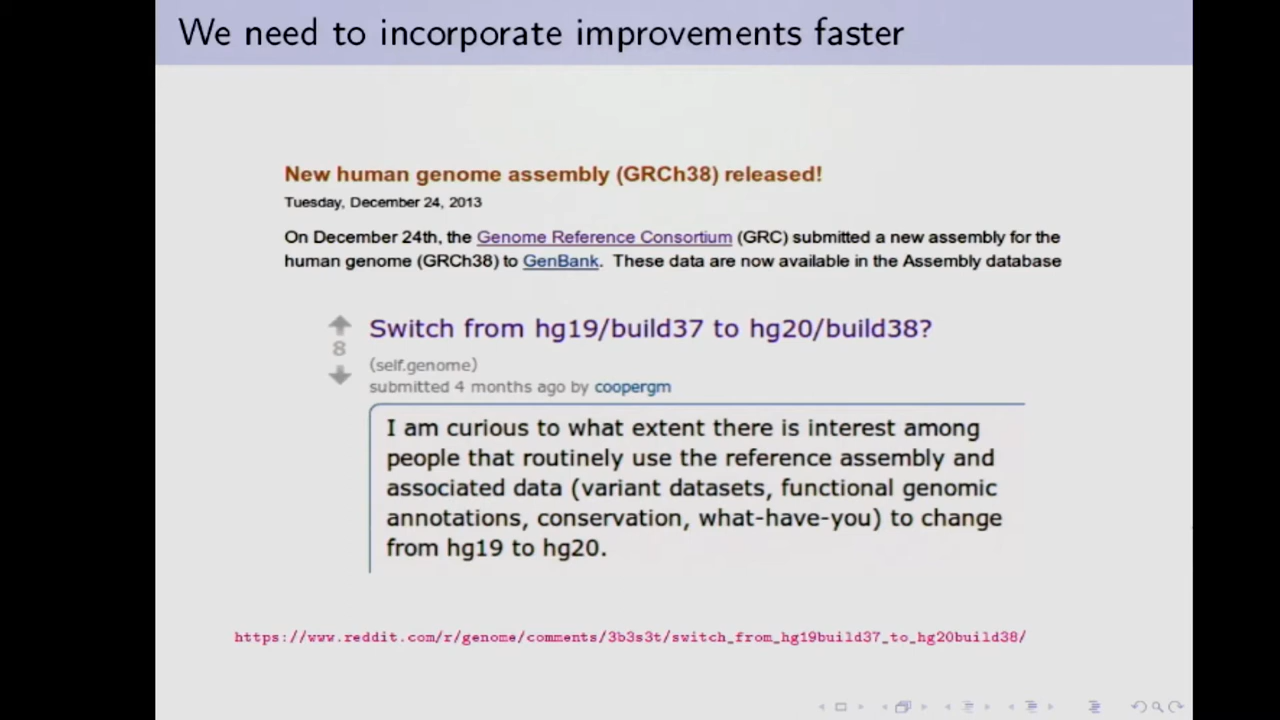 We need to incorporate improvements faster
New human genome assembly (GRCh38) released!
Tuesday, December 24, 2013
On December 24th, the Genome Reference Consortium (GRC) submitted a new assembly for the
human genome (GRCh38) to GenBank. These data are now available in the Assembly database
Switch from hg19/build37 to hg20/build38?
8
(self.genome)
submitted 4 months ago by coopergm
I am curious to what extent there is interest among
people that routinely use the reference assembly and
associated data (variant datasets, functional genomic
annotations, conservation, what-have-you) to change
from hg19 to hg20.
https://www.reddit.com/r/genome/comments/3b3s3t/switch_from_hg19build37_to_hg20build38/